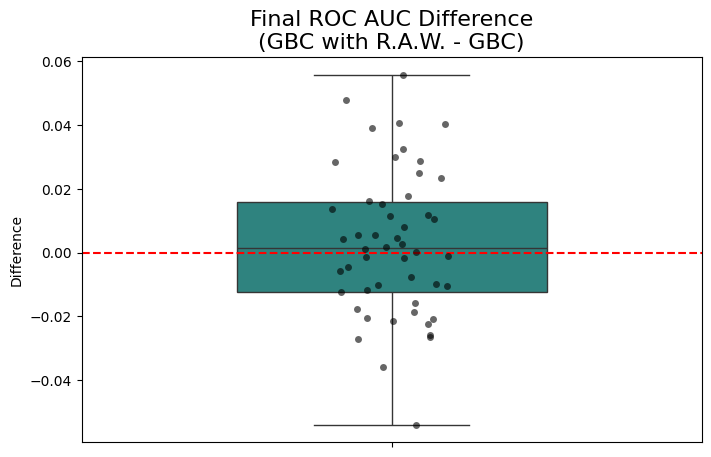 Final ROC AUC Difference
(GBC with R.A.W. - GBC)
Difference
0.06
0.04
0.02
0.00
−0.02
−0.04